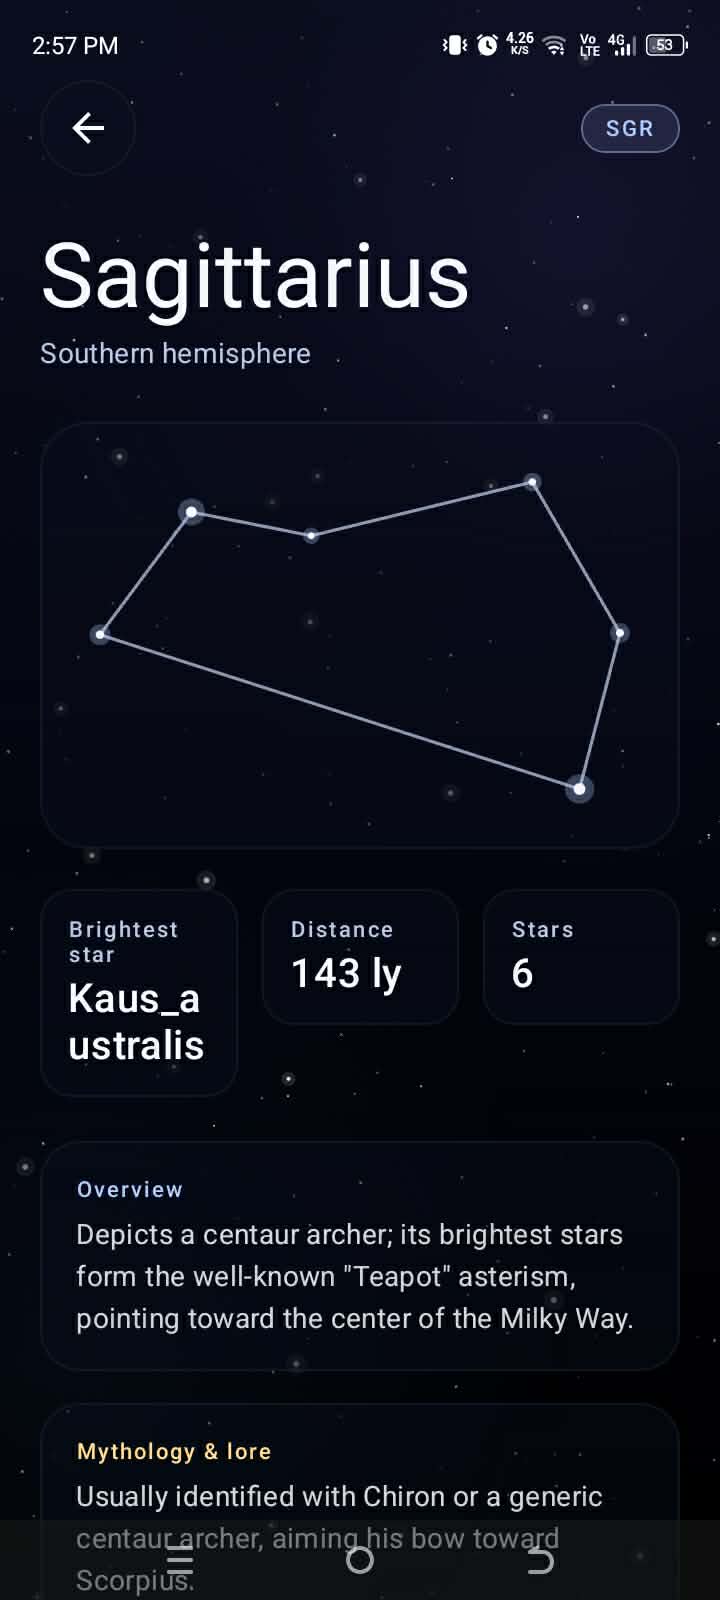 2:57 PM
4.26
K/S
Vo
LTE
4G
53
SGR
Sagittarius
Southern hemisphere
Brightest
star
Kaus_a
ustralis
Distance
143 ly
Stars
6
Overview
Depicts a centaur archer; its brightest stars
form the well-known "Teapot" asterism,
pointing toward the center of the Milky Way.
Mythology & lore
Usually identified with Chiron or a generic
centaur archer, aiming his bow toward
Scorpius.